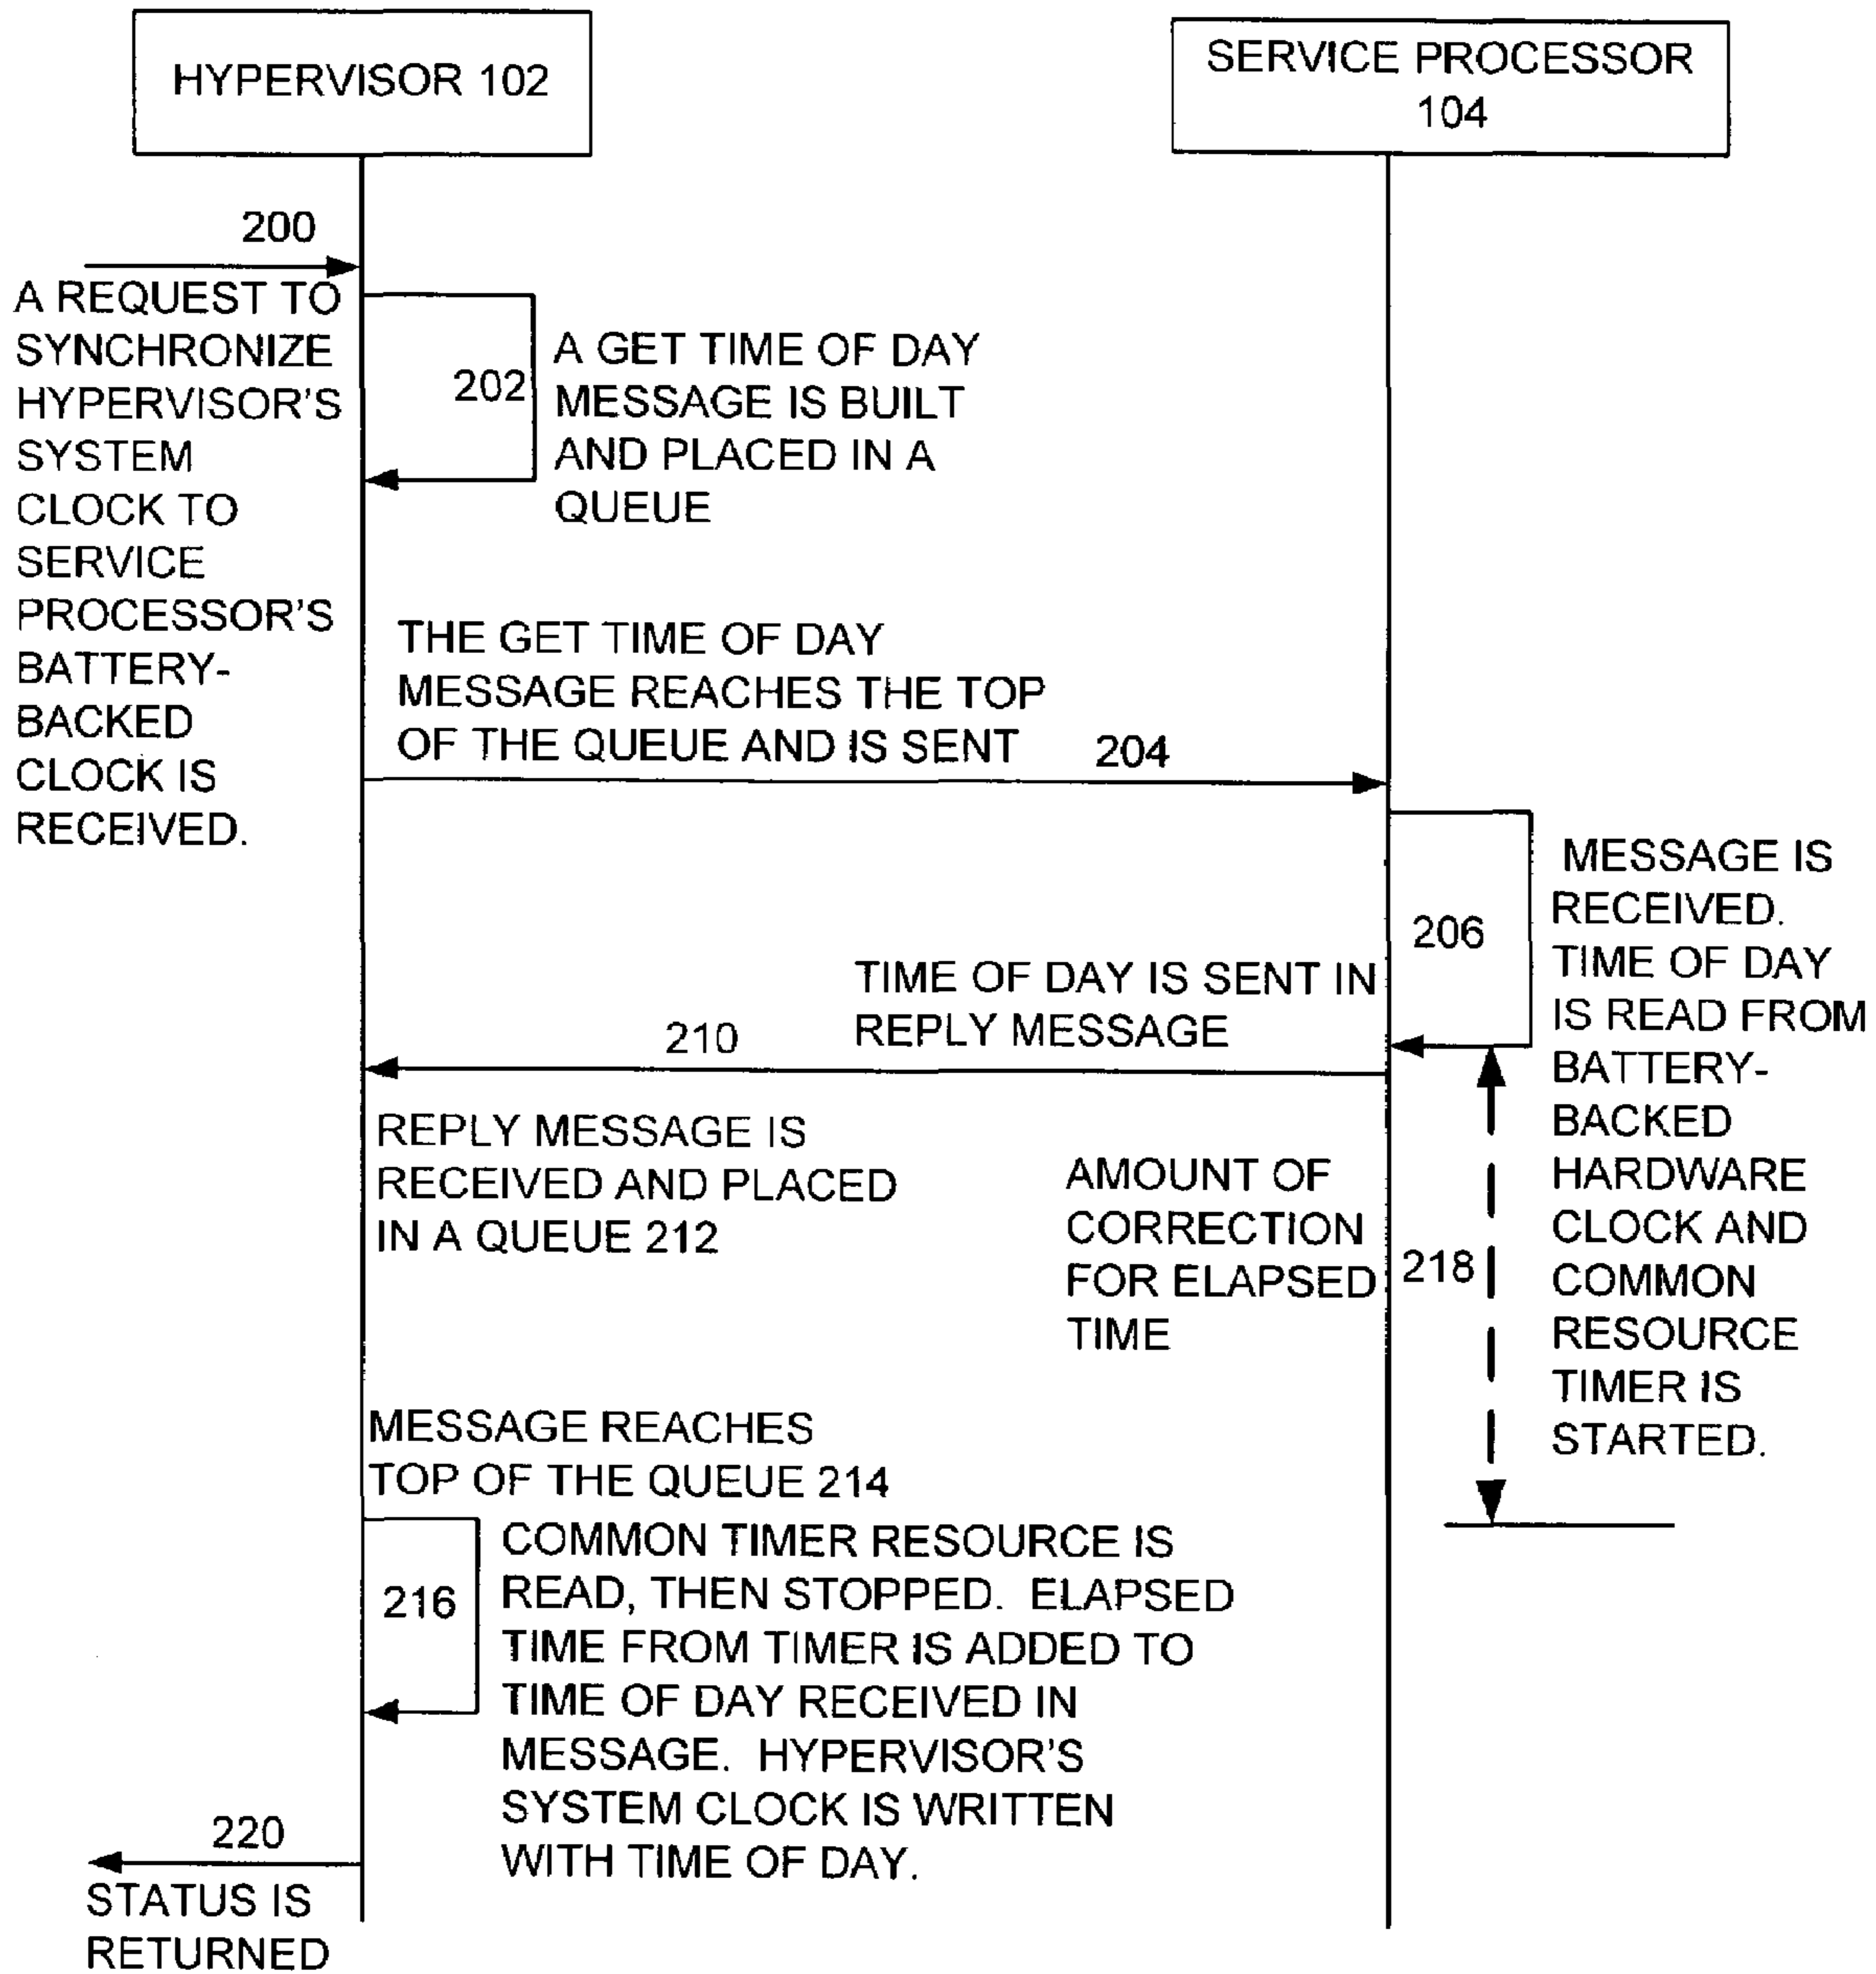 HYPERVISOR 102
SERVICE PROCESSOR
104
200
A REQUEST TO
SYNCHRONIZE
HYPERVISOR'S
SYSTEM
CLOCK TO
SERVICE
PROCESSOR'S
BATTERY-
BACKED
CLOCK IS
RECEIVED.
202
A GET TIME OF DAY
MESSAGE IS BUILT
AND PLACED IN A
QUEUE
THE GET TIME OF DAY
MESSAGE REACHES THE TOP
OF THE QUEUE AND IS SENT
204
206
MESSAGE IS
RECEIVED.
TIME OF DAY
IS READ FROM
BATTERY-
BACKED
HARDWARE
CLOCK AND
COMMON
RESOURCE
TIMER IS
STARTED.
TIME OF DAY IS SENT IN
REPLY MESSAGE
210
REPLY MESSAGE IS
RECEIVED AND PLACED
IN A QUEUE 212
AMOUNT OF
CORRECTION
FOR ELAPSED
TIME
218
MESSAGE REACHES
TOP OF THE QUEUE 214
216
COMMON TIMER RESOURCE IS
READ, THEN STOPPED. ELAPSED
TIME FROM TIMER IS ADDED TO
TIME OF DAY RECEIVED IN
MESSAGE. HYPERVISOR'S
SYSTEM CLOCK IS WRITTEN
WITH TIME OF DAY.
220
STATUS IS
RETURNED